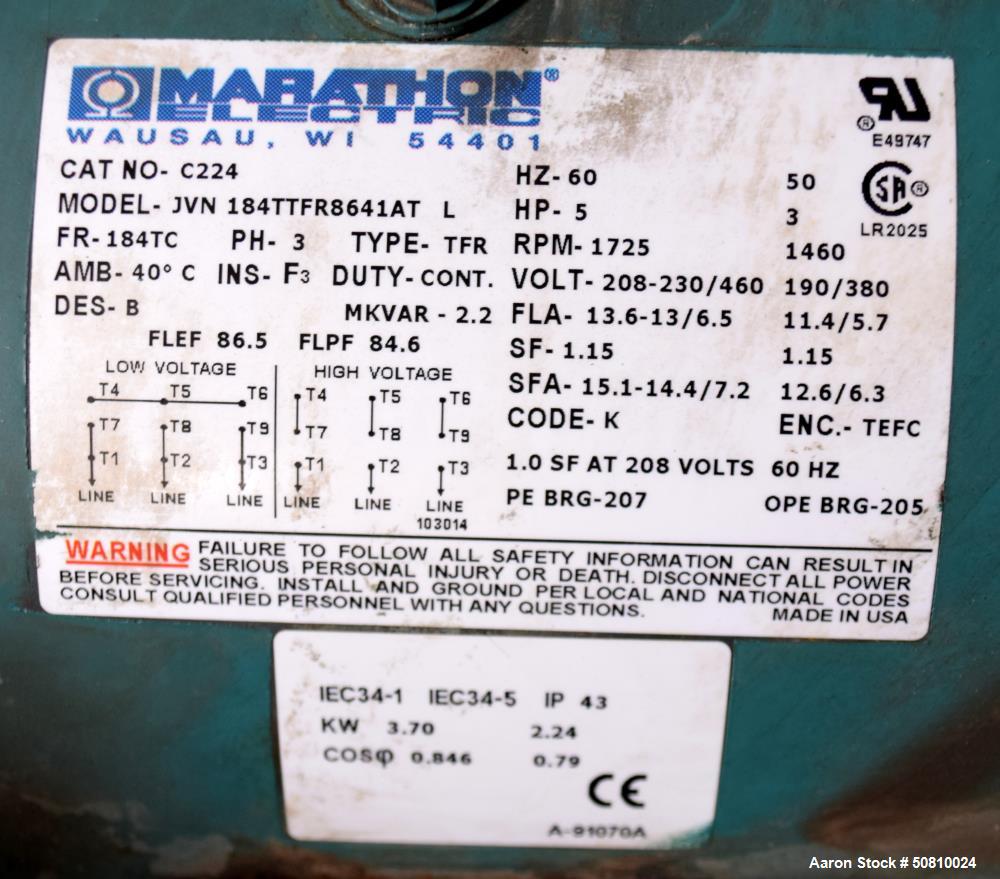 MARATHON®
ELECTRIC
WAUSAU, WI 54401
UR® E49747
SA® LR2025
CAT NO- C224 HZ- 60 50
MODEL- JVN 184TTFR8641AT L HP- 5 3
FR- 184TC PH- 3 TYPE- TFR RPM- 1725 1460
AMB- 40° C INS- F3 DUTY- CONT. VOLT- 208-230/460 190/380
DES- B MKVAR - 2.2 FLA- 13.6-13/6.5 11.4/5.7
FLEF 86.5 FLPF 84.6 SF- 1.15 1.15
SFA- 15.1-14.4/7.2 12.6/6.3
CODE- K ENC.- TEFC
1.0 SF AT 208 VOLTS 60 HZ
PE BRG-207 OPE BRG-205
LOW VOLTAGE HIGH VOLTAGE
T4 T5 T6 T4 T5 T6
T7 T8 T9 T7 T8 T9
T1 T2 T3 T1 T2 T3
LINE LINE LINE LINE LINE LINE
103014
WARNING FAILURE TO FOLLOW ALL SAFETY INFORMATION CAN RESULT IN
SERIOUS PERSONAL INJURY OR DEATH. DISCONNECT ALL POWER
BEFORE SERVICING. INSTALL AND GROUND PER LOCAL AND NATIONAL CODES
CONSULT QUALIFIED PERSONNEL WITH ANY QUESTIONS. MADE IN USA
IEC34-1 IEC34-5 IP 43
KW 3.70 2.24
COSφ 0.846 0.79
CE
A-91070A
Aaron Stock # 50810024